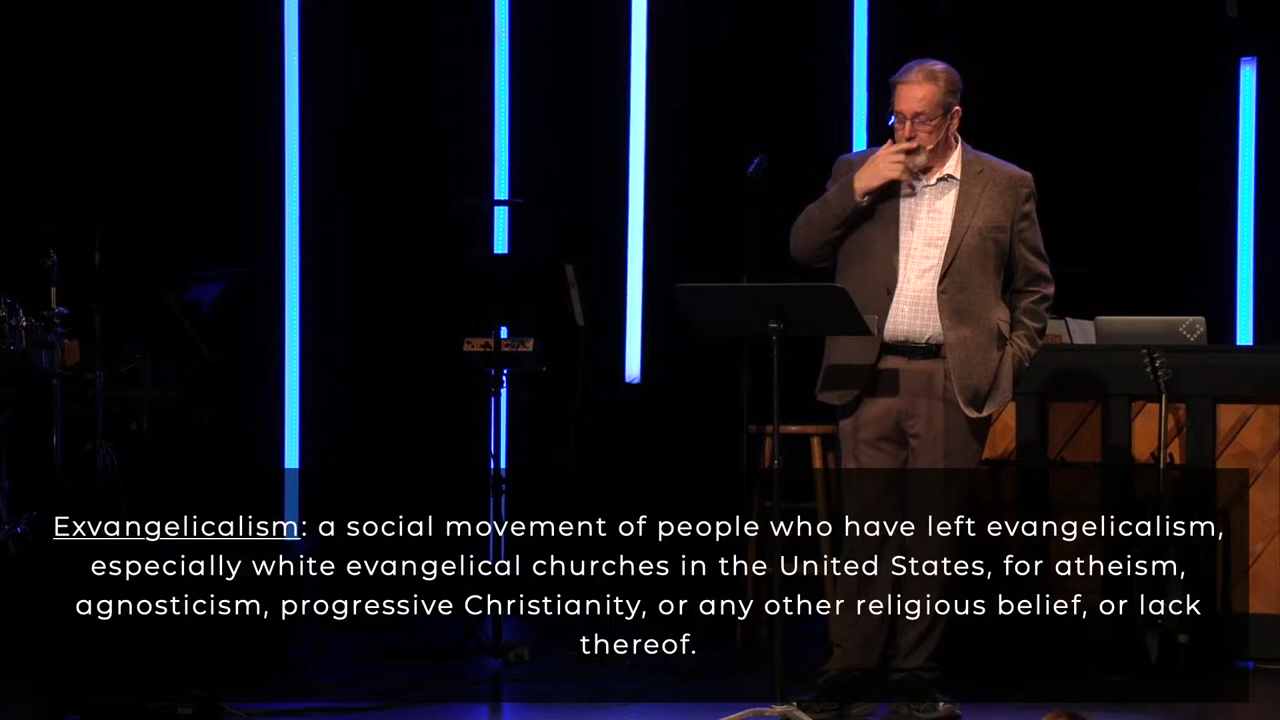 Exvangelicalism: a social movement of people who have left evangelicalism,
especially white evangelical churches in the United States, for atheism,
agnosticism, progressive Christianity, or any other religious belief, or lack
thereof.